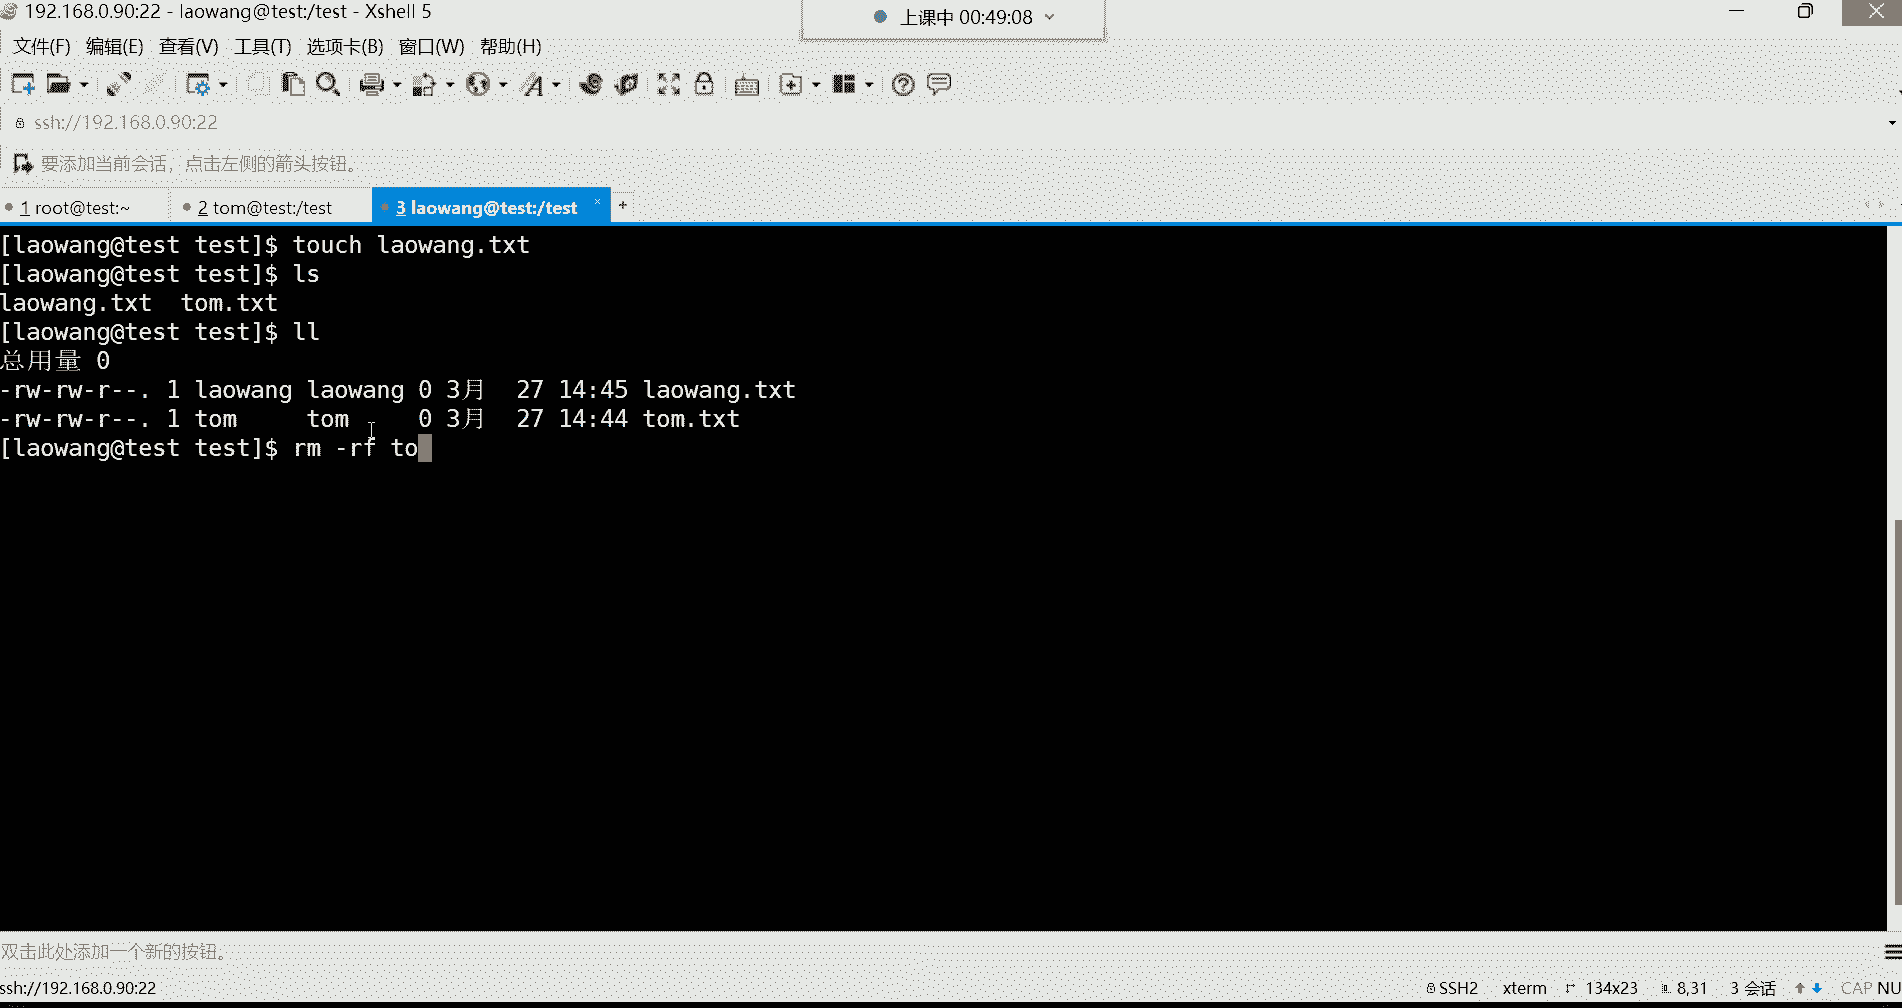 192.168.0.90:22 - laowang@test:/test - Xshell 5
上课中 00:49:08
文件(F) 编辑(E) 查看(V) 工具(T) 选项卡(B) 窗口(W) 帮助(H)
ssh://192.168.0.90:22
要添加当前会话，点击左侧的箭头按钮。
1 root@test:~ 2 tom@test:/test 3 laowang@test:/test × +
[laowang@test test]$ touch laowang.txt
[laowang@test test]$ ls
laowang.txt  tom.txt
[laowang@test test]$ ll
总用量 0
-rw-rw-r--. 1 laowang laowang 0 3月  27 14:45 laowang.txt
-rw-rw-r--. 1 tom     tom     0 3月  27 14:44 tom.txt
[laowang@test test]$ rm -rf to
双击此处添加一个新的按钮。
ssh://192.168.0.90:22 SSH2 xterm 134x23 8,31 3 会话 CAP NU